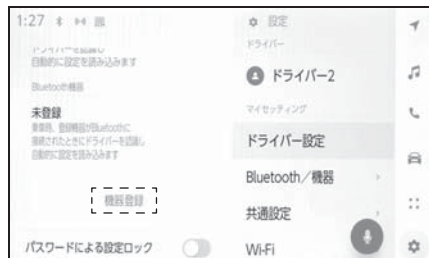 1:27
設定
ドライバーを認識し
自動的に設定を読み込みます
Bluetooth機器
未登録
乗車時、登録機器がBluetoothに
接続されたときにドライバーを認識し
自動的に設定を読み込みます
機器登録
パスワードによる設定ロック
ドライバー
ドライバー2
マイセッティング
ドライバー設定
Bluetooth/機器
共通設定
Wi-Fi